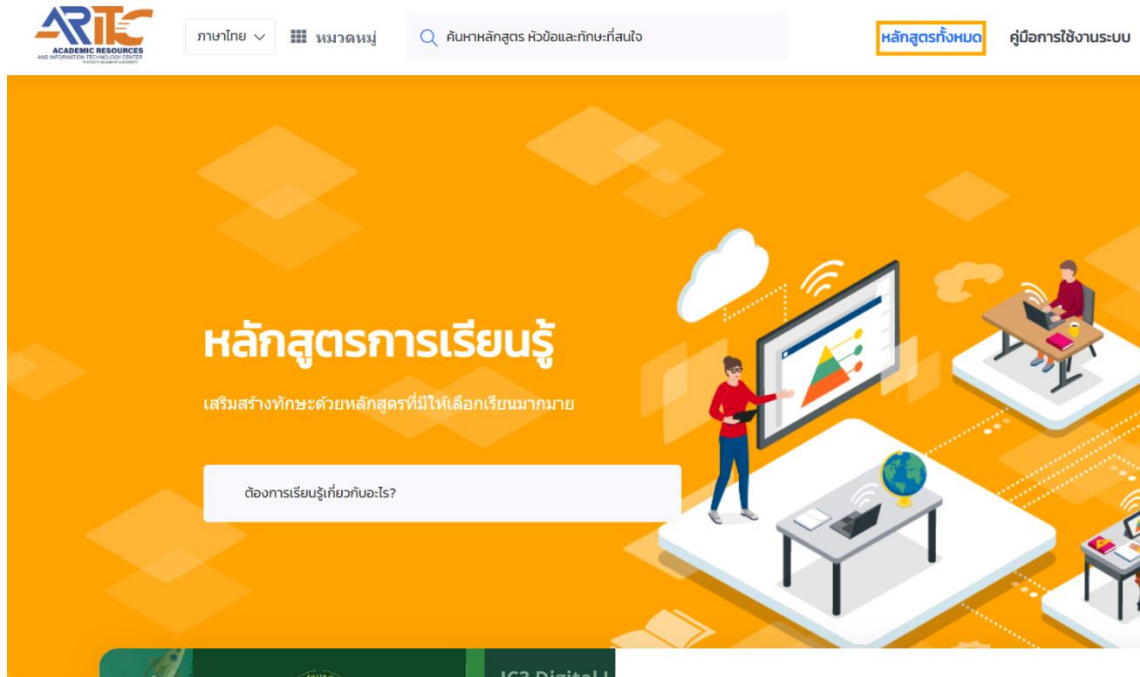 ARITC
ACADEMIC RESOURCES
AND INFORMATION TECHNOLOGY CENTER
ภาษาไทย
หมวดหมู่
ค้นหาหลักสูตร หัวข้อและทักษะที่สนใจ
หลักสูตรทั้งหมด
คู่มือการใช้งานระบบ
หลักสูตรการเรียนรู้
เสริมสร้างทักษะด้วยหลักสูตรที่มีให้เลือกเรียนมากมาย
ต้องการเรียนรู้เกี่ยวกับอะไร?
IC3 Digital L